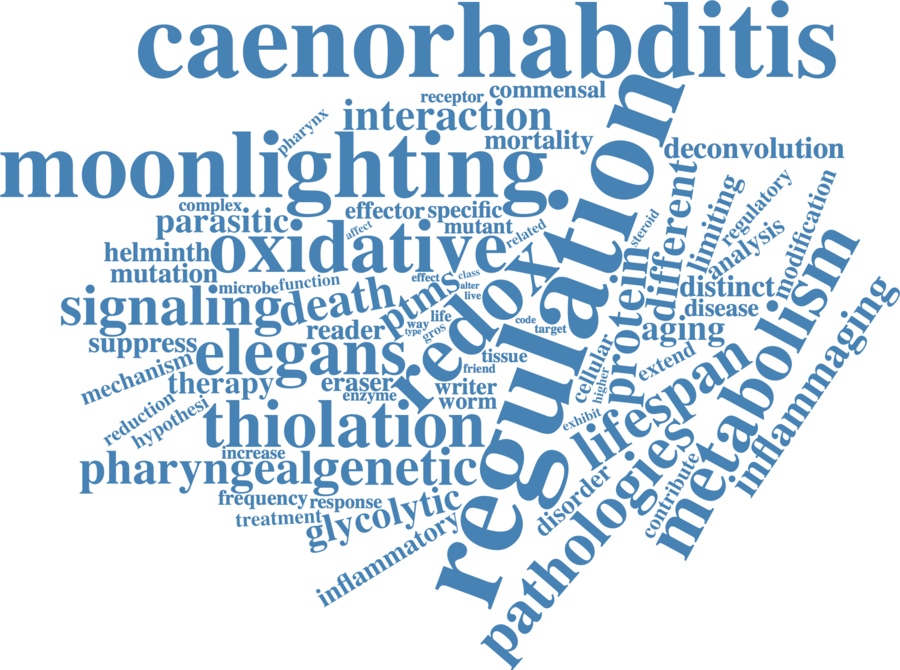 caenorhabditis
receptor
commensal
pharynx
interaction
mortality
moonlighting
deconvolution
complex
parasitic
effector
specific
mutant
affect
related
helminth
oxidative
mutation
microbe
function
effect
class
alter
live
signaling
death
ptms
redox
regulation
steroid
different
limiting
regulatory
analysis
modification
distinct
disease
protein
aging
metabolism
inflammaging
suppress
reader
way
life
type
gros
code
target
elegans
tissue
friend
mechanism
therapy
eraser
enzyme
writer
worm
cellular
higher
extend
exhibit
lifespan
reduction
hypothesi
thiolation
increase
pharyngeal
genetic
frequency
response
treatment
glycolytic
inflammatory
disorder
contribute
pathologies